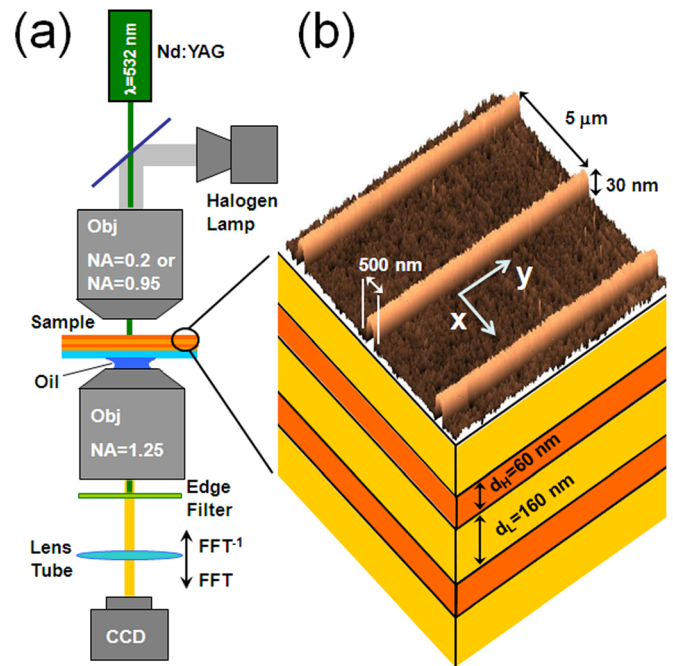 (a)
λ=532 nm
Nd:YAG
Halogen
Lamp
Obj
NA=0.2 or
NA=0.95
Sample
Oil
Obj
NA=1.25
Edge
Filter
Lens
Tube
FFT-1
FFT
CCD
(b)
5 μm
30 nm
500 nm
y
x
dH=60 nm
dL=160 nm